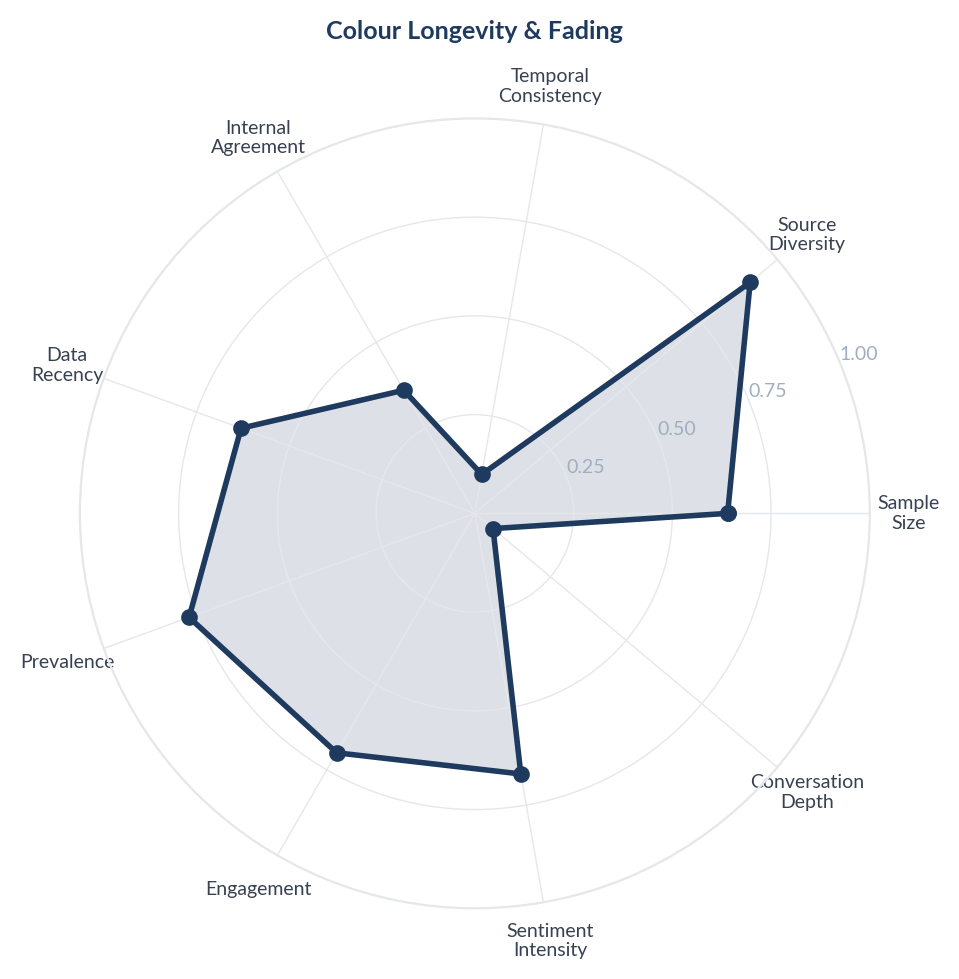 Colour Longevity & Fading
Temporal
Consistency
Internal
Agreement
Source
Diversity
Data
Recency
1.00
0.75
0.50
0.25
Sample
Size
Prevalence
Conversation
Depth
Engagement
Sentiment
Intensity